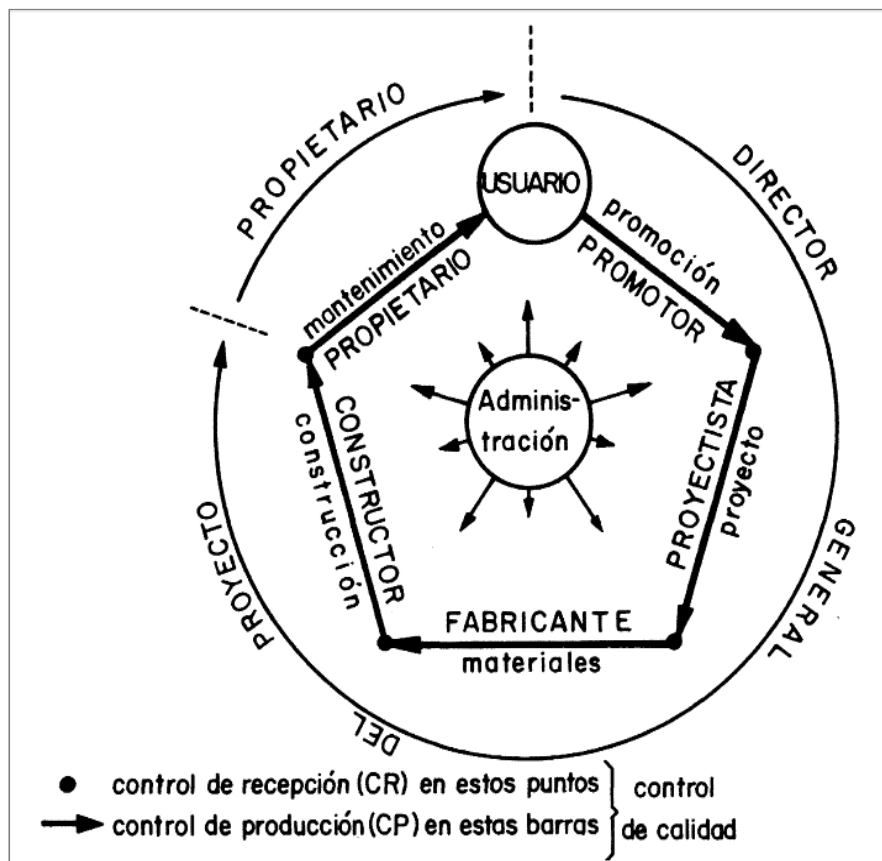 PROPIETARIO
DIRECTOR
GENERAL
DEL
PROYECTO
USUARIO
promoción
PROMOTOR
mantenimiento
PROPIETARIO
Adminis-
tración
PROYECTISTA
proyecto
CONSTRUCTOR
construcción
FABRICANTE
materiales
control de recepción (CR) en estos puntos
control de producción (CP) en estas barras
control
de calidad